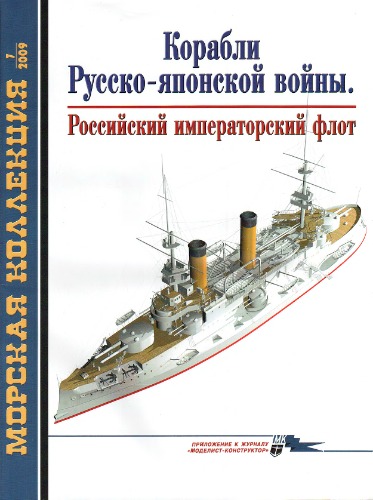 МОРСКАЯ КОЛЛЕКЦИЯ
7
2009
Корабли
Русско-японской войны.
Российский императорский флот
ПРИЛОЖЕНИЕ К ЖУРНАЛУ
«МОДЕЛИСТ-КОНСТРУКТОР»
МК